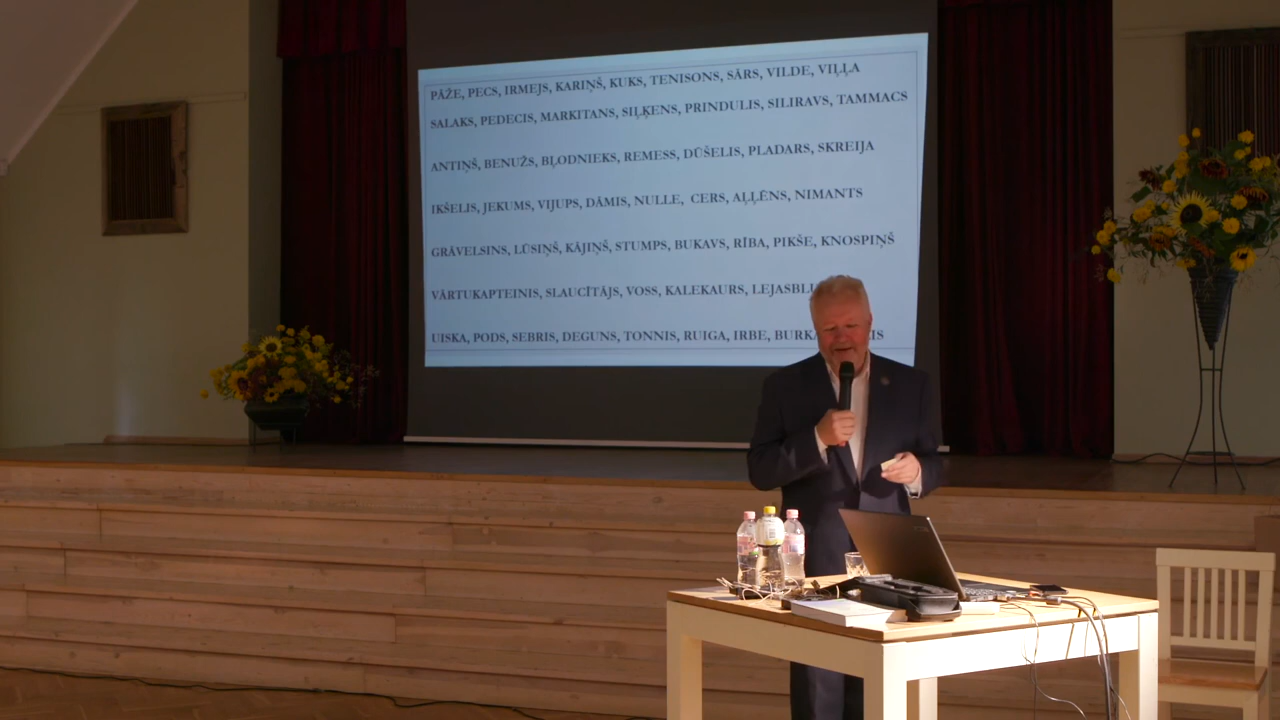 PĀŽE, PECS, IRMEJS, KARIŅŠ, KUKS, TENISONS, SĀRS, VILDE, VIĻĻA
SALAKS, PEDECIS, MARKITANS, SIĻĶENS, PRINDULIS, SILIRAVS, TAMMACS
ANTIŅŠ, BENUŽS, BĻODNIEKS, REMESS, DŪŠELIS, PLADARS, SKREIJA
IKŠELIS, JEKUMS, VIJUPS, DĀMIS, NULLE, CERS, AĻĻĒNS, NIMANTS
GRĀVELSINS, LŪSIŅŠ, KĀJIŅŠ, STUMPS, BUKAVS, RĪBA, PIKŠE, KNOSPIŅŠ
VĀRTUKAPTEINIS, SLAUCĪTĀJS, VOSS, KALEKAURS,
UISKA, PODS, SEBRIS, DEGUNS, TONNIS, RUIGA, IRBE,